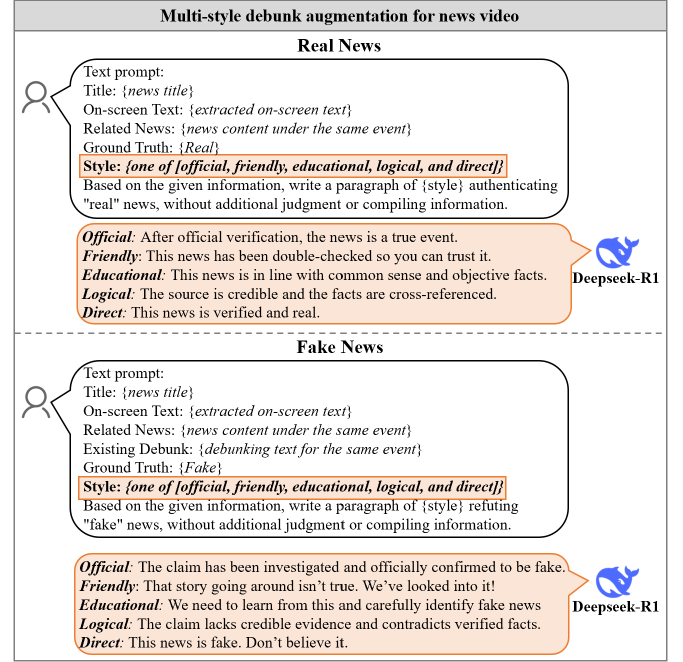 Multi-style debunk augmentation for news video
Real News
Text prompt:
Title: {news title}
On-screen Text: {extracted on-screen text}
Related News: {news content under the same event}
Ground Truth: {Real}
Style: {one of [official, friendly, educational, logical, and direct]}
Based on the given information, write a paragraph of {style} authenticating
"real" news, without additional judgment or compiling information.
Official: After official verification, the news is a true event.
Friendly: This news has been double-checked so you can trust it.
Educational: This news is in line with common sense and objective facts.
Logical: The source is credible and the facts are cross-referenced.
Direct: This news is verified and real.
Deepseek-R1
Fake News
Text prompt:
Title: {news title}
On-screen Text: {extracted on-screen text}
Related News: {news content under the same event}
Existing Debunk: {debunking text for the same event}
Ground Truth: {Fake}
Style: {one of [official, friendly, educational, logical, and direct]}
Based on the given information, write a paragraph of {style} refuting
"fake" news, without additional judgment or compiling information.
Official: The claim has been investigated and officially confirmed to be fake.
Friendly: That story going around isn't true. We've looked into it!
Educational: We need to learn from this and carefully identify fake news
Logical: The claim lacks credible evidence and contradicts verified facts.
Direct: This news is fake. Don't believe it.
Deepseek-R1